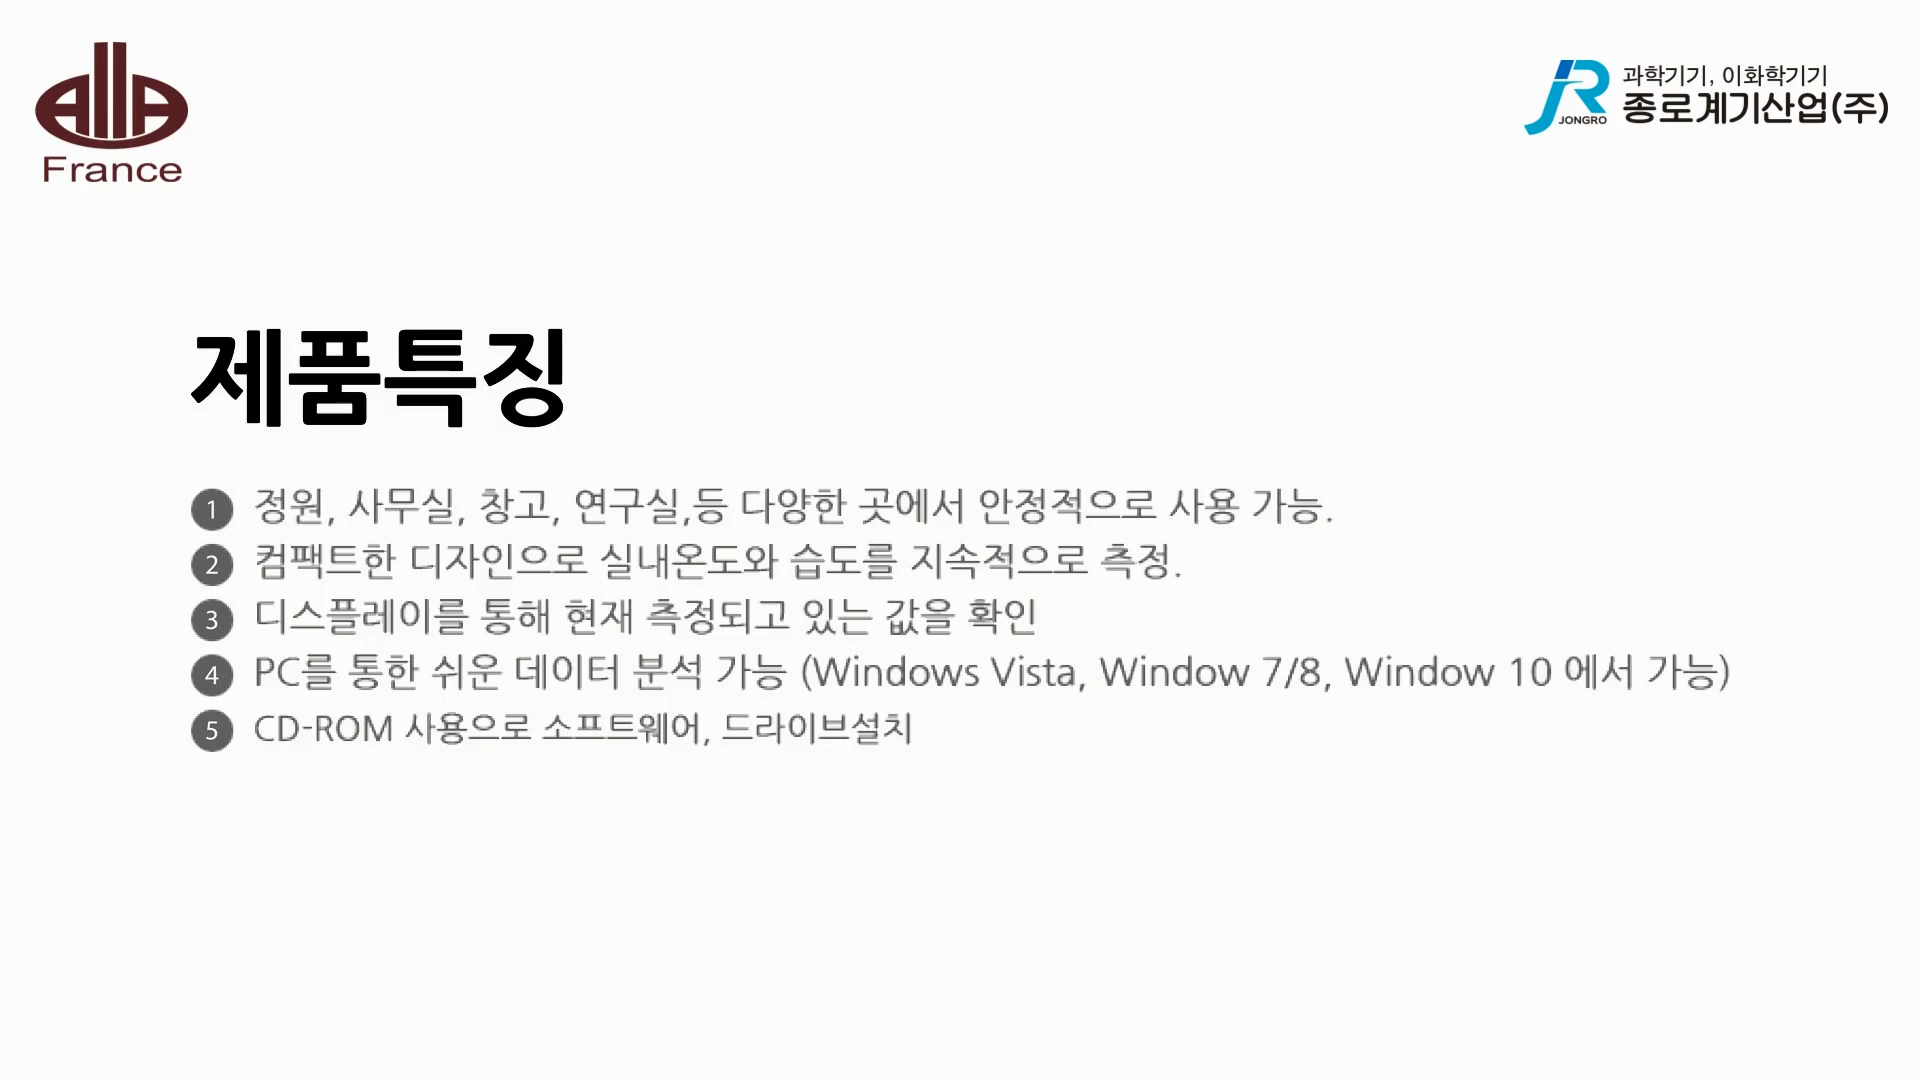 ALLA
France
JR
JONGRO
과학기기, 이화학기기
종로계기산업(주)
제품특징
1 정원, 사무실, 창고, 연구실,등 다양한 곳에서 안정적으로 사용 가능.
2 컴팩트한 디자인으로 실내온도와 습도를 지속적으로 측정.
3 디스플레이를 통해 현재 측정되고 있는 값을 확인
4 PC를 통한 쉬운 데이터 분석 가능 (Windows Vista, Window 7/8, Window 10 에서 가능)
5 CD-ROM 사용으로 소프트웨어, 드라이브설치